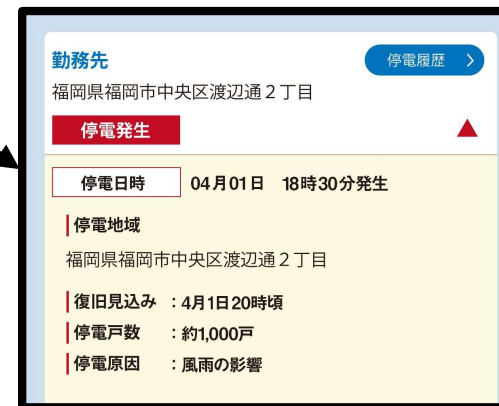 勤務先
停電履歴
福岡県福岡市中央区渡辺通２丁目
停電発生
停電日時 04月01日 18時30分発生
停電地域
福岡県福岡市中央区渡辺通２丁目
復旧見込み ：4月1日20時頃
停電戸数 ：約1,000戸
停電原因 ：風雨の影響